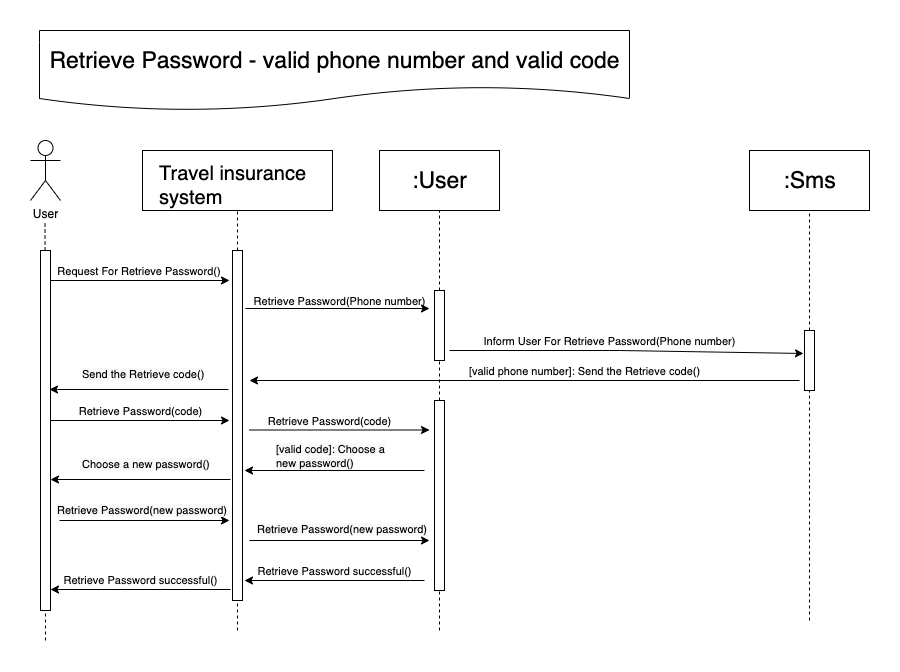 Retrieve Password - valid phone number and valid code
User
Travel insurance
system
:User
:Sms
Request For Retrieve Password()
Retrieve Password(Phone number)
Inform User For Retrieve Password(Phone number)
Send the Retrieve code()
[valid phone number]: Send the Retrieve code()
Retrieve Password(code)
Retrieve Password(code)
[valid code]: Choose a
new password()
Choose a new password()
Retrieve Password(new password)
Retrieve Password(new password)
Retrieve Password successful()
Retrieve Password successful()